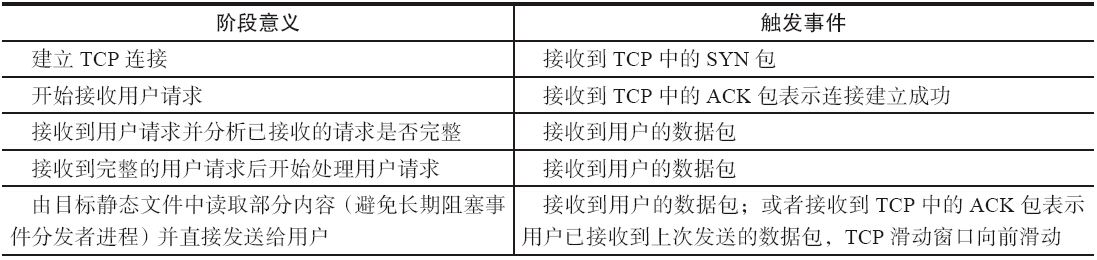 阶段意义 触发事件
建立 TCP 连接 接收到 TCP 中的 SYN 包
开始接收用户请求 接收到 TCP 中的 ACK 包表示连接建立成功
接收到用户请求并分析已接收的请求是否完整 接收到用户的数据包
接收到完整的用户请求后开始处理用户请求 接收到用户的数据包
由目标静态文件中读取部分内容（避免长期阻塞事
件分发者进程）并直接发送给用户
接收到用户的数据包；或者接收到 TCP 中的 ACK 包表示
用户已接收到上次发送的数据包，TCP 滑动窗口向前滑动